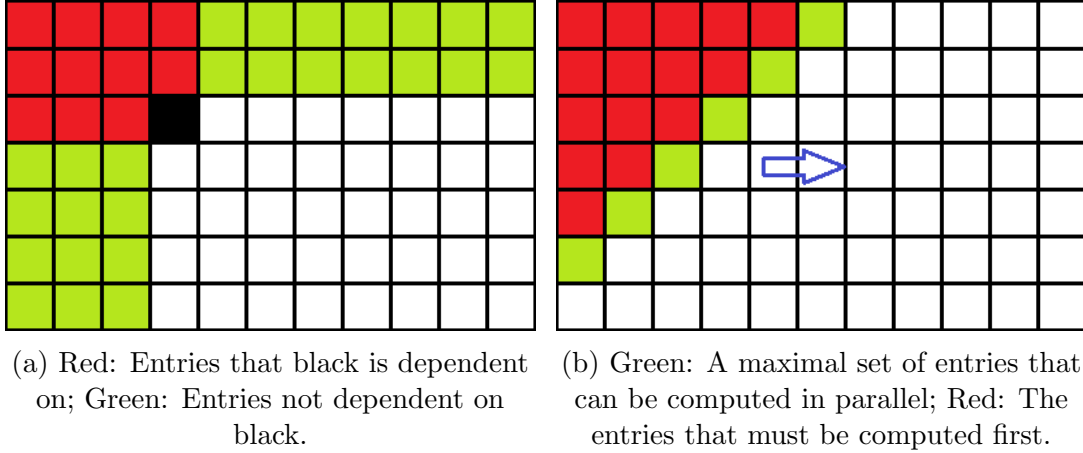 (a) Red: Entries that black is dependent
on; Green: Entries not dependent on
black.
(b) Green: A maximal set of entries that
can be computed in parallel; Red: The
entries that must be computed first.